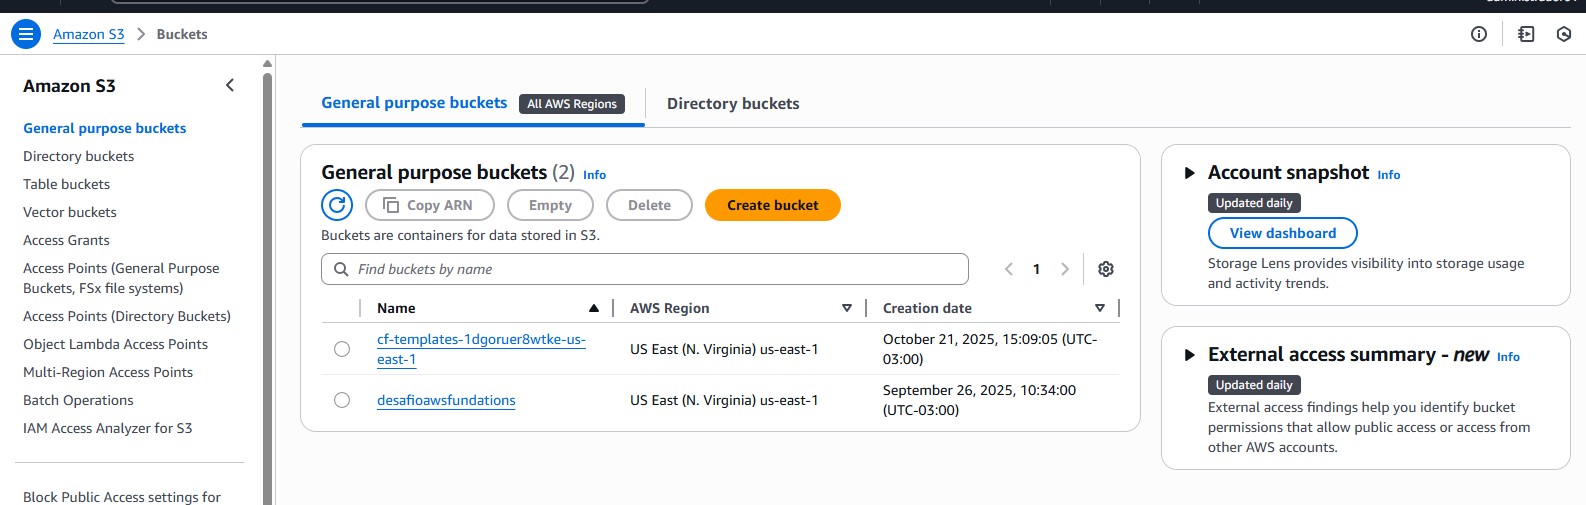 Amazon S3 > Buckets
Amazon S3
General purpose buckets
Directory buckets
Table buckets
Vector buckets
Access Grants
Access Points (General Purpose
Buckets, FSx file systems)
Access Points (Directory Buckets)
Object Lambda Access Points
Multi-Region Access Points
Batch Operations
IAM Access Analyzer for S3
Block Public Access settings for
General purpose buckets All AWS Regions Directory buckets
General purpose buckets (2) Info
Copy ARN Empty Delete Create bucket
Buckets are containers for data stored in S3.
Find buckets by name
1
Name AWS Region Creation date
cf-templates-1dgoruer8wtke-us-
east-1
US East (N. Virginia) us-east-1
October 21, 2025, 15:09:05 (UTC-
03:00)
desafioawsfundations
US East (N. Virginia) us-east-1
September 26, 2025, 10:34:00
(UTC-03:00)
Account snapshot Info
Updated daily
View dashboard
Storage Lens provides visibility into storage usage
and activity trends.
External access summary - new Info
Updated daily
External access findings help you identify bucket
permissions that allow public access or access from
other AWS accounts.